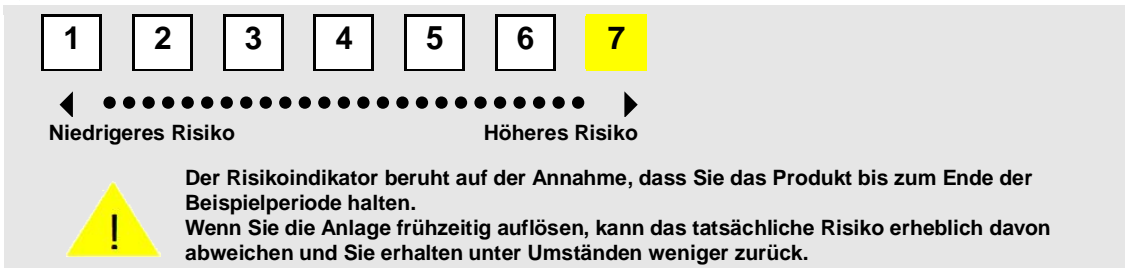 1 2 3 4 5 6 7
Niedrigeres Risiko Höheres Risiko
Der Risikoindikator beruht auf der Annahme, dass Sie das Produkt bis zum Ende der
Beispielperiode halten.
Wenn Sie die Anlage frühzeitig auflösen, kann das tatsächliche Risiko erheblich davon
abweichen und Sie erhalten unter Umständen weniger zurück.
!